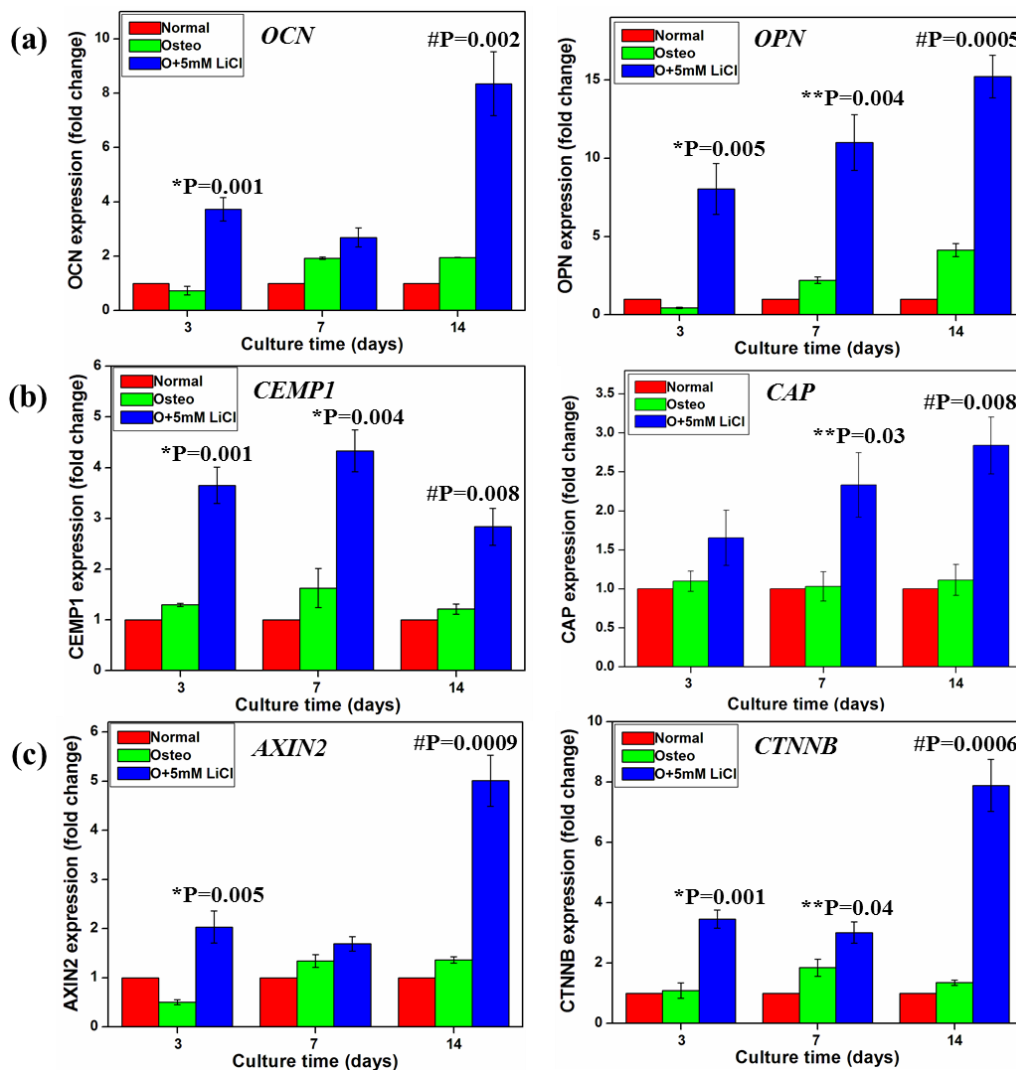 (a)
OCN
Normal
Osteo
O+5mM LiCl
#P=0.002
*P=0.001
OCN expression (fold change)
10
8
6
4
2
0
3
7
14
Culture time (days)
OPN
Normal
Osteo
O+5mM LiCl
#P=0.0005
**P=0.004
*P=0.005
OPN expression (fold change)
15
10
5
0
3
7
14
Culture time (days)
(b)
CEMP1
Normal
Osteo
O+5mM LiCl
*P=0.004
*P=0.001
#P=0.008
CEMP1 expression (fold change)
6
5
4
3
2
1
0
3
7
14
Culture time (days)
CAP
Normal
Osteo
O+5mM LiCl
#P=0.008
**P=0.03
CAP expression (fold change)
3.5
3.0
2.5
2.0
1.5
1.0
0.5
0.0
3
7
14
Culture time (days)
(c)
AXIN2
Normal
Osteo
O+5mM LiCl
#P=0.0009
*P=0.005
AXIN2 expression (fold change)
6
5
4
3
2
1
0
3
7
14
Culture time (days)
CTNNB
Normal
Osteo
O+5mM LiCl
#P=0.0006
*P=0.001
**P=0.04
CTNNB expression (fold change)
10
8
6
4
2
0
3
7
14
Culture time (days)